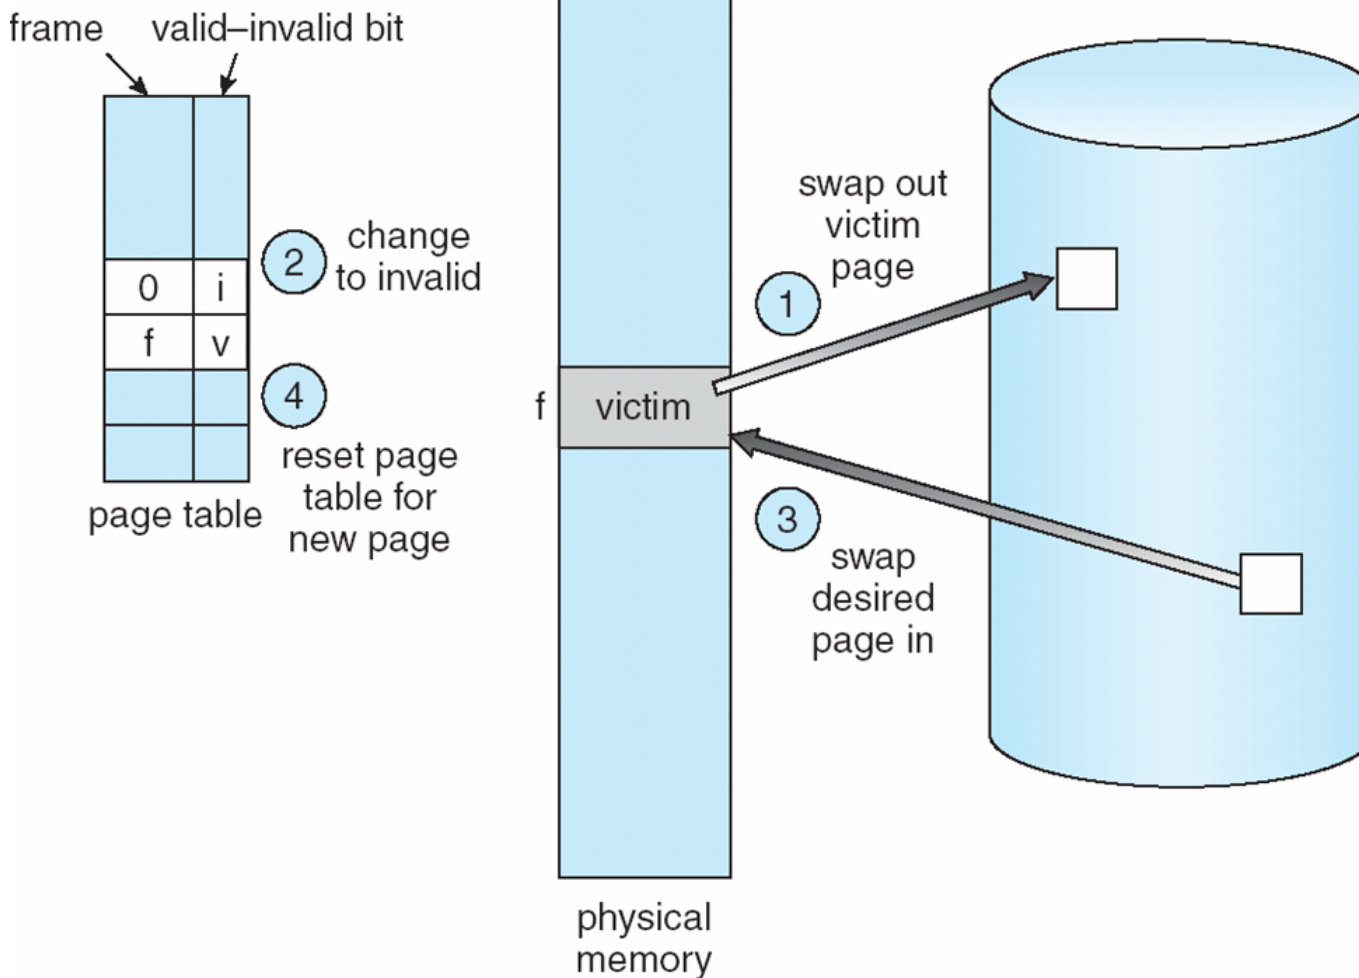 frame
valid–invalid bit
0
i
f
v
2
change
to invalid
4
reset page
table for
new page
page table
f
victim
swap out
victim
page
1
3
swap
desired
page in
physical
memory